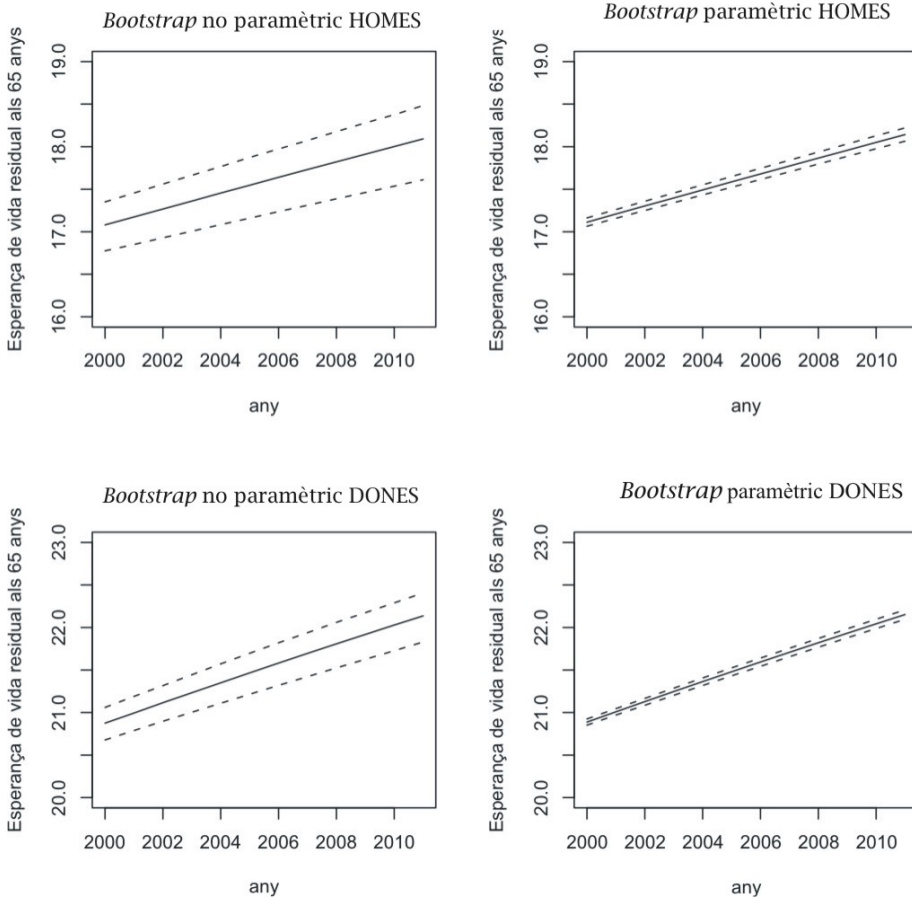 Bootstrap no paramètric HOMES
Esperança de vida residual als 65 anys
19.0
18.0
17.0
16.0
2000 2002 2004 2006 2008 2010
any
Bootstrap paramètric HOMES
Esperança de vida residual als 65 anys
19.0
18.0
17.0
16.0
2000 2002 2004 2006 2008 2010
any
Bootstrap no paramètric DONES
Esperança de vida residual als 65 anys
23.0
22.0
21.0
20.0
2000 2002 2004 2006 2008 2010
any
Bootstrap paramètric DONES
Esperança de vida residual als 65 anys
23.0
22.0
21.0
20.0
2000 2002 2004 2006 2008 2010
any